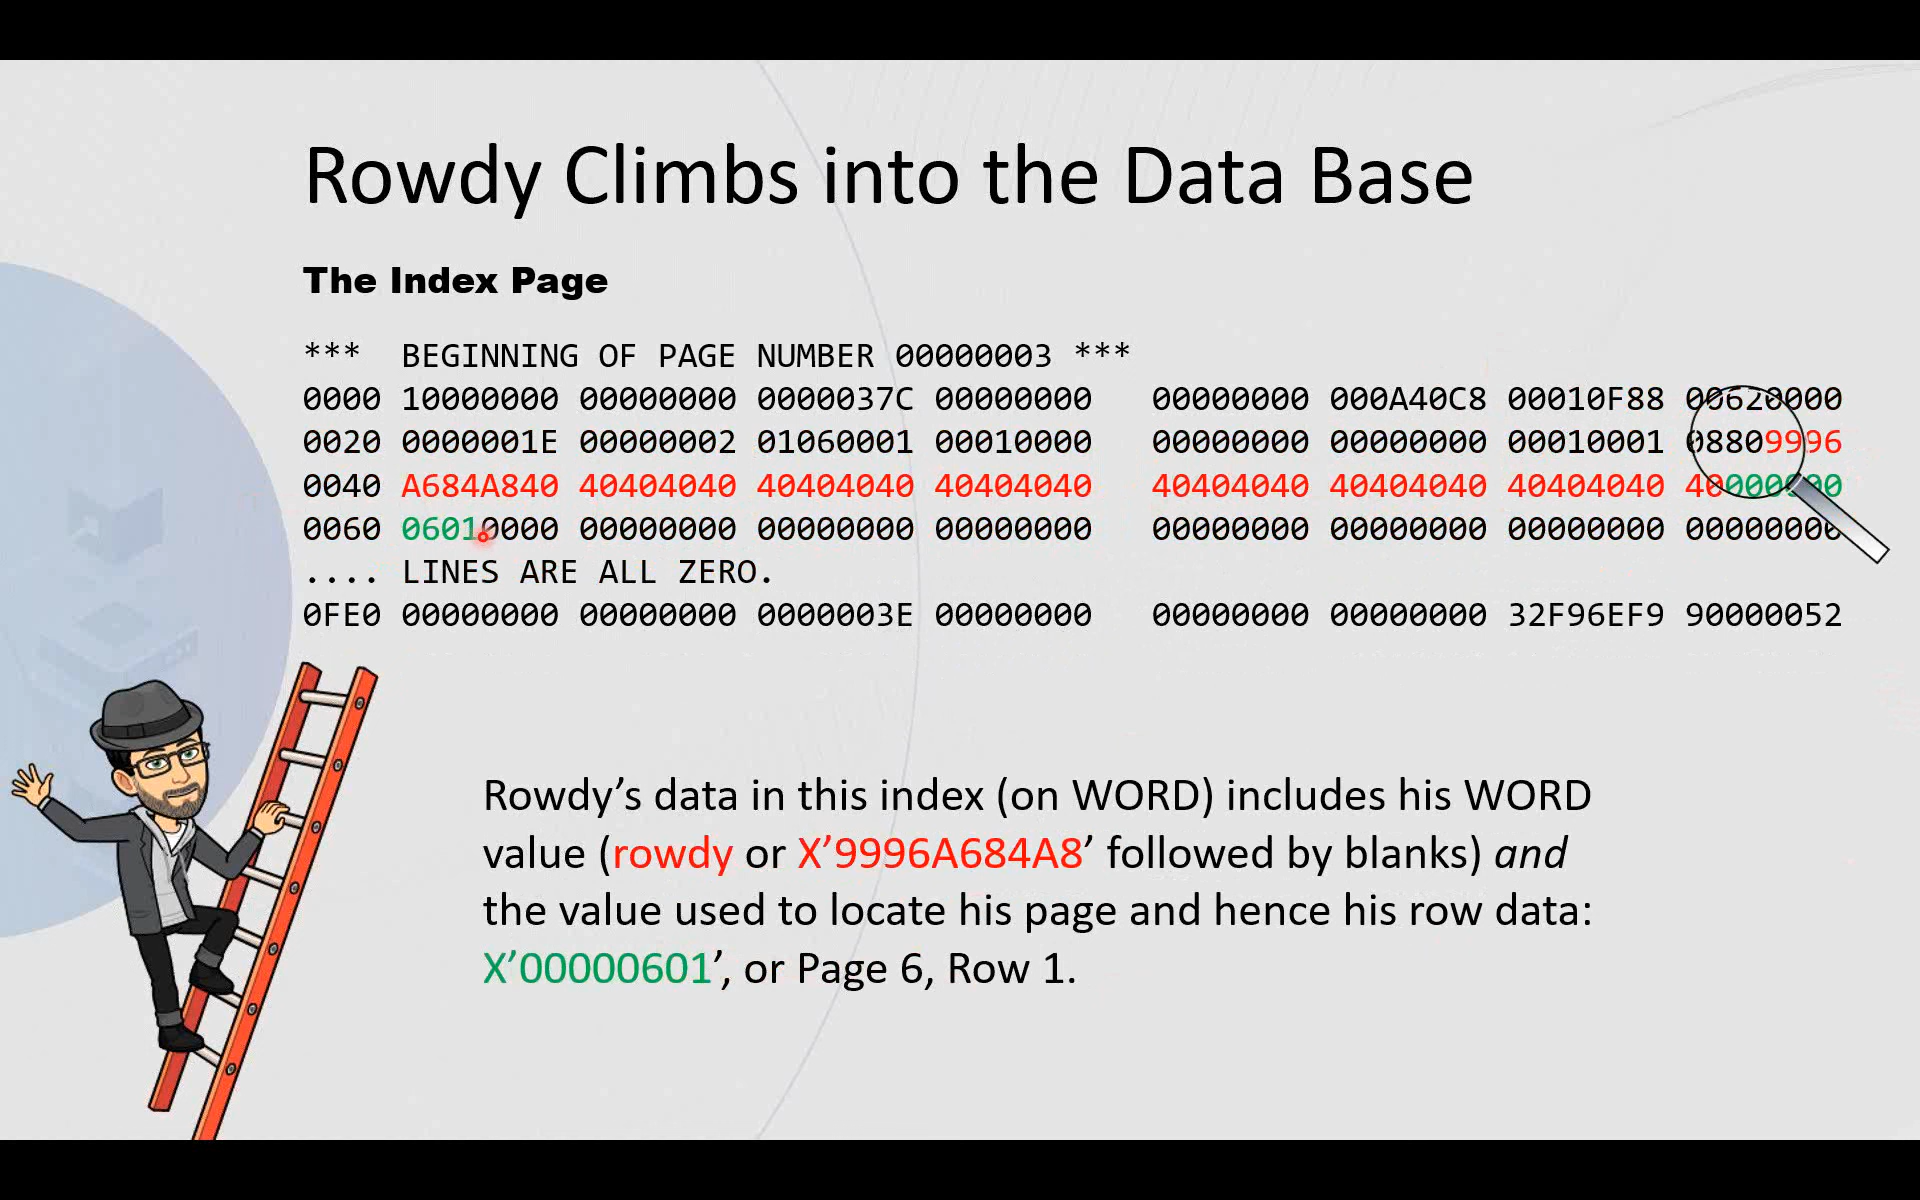 Rowdy Climbs into the Data Base
The Index Page
*** BEGINNING OF PAGE NUMBER 00000003 ***
0000 10000000 00000000 0000037C 00000000 00000000 000A40C8 00010F88 00620000
0020 0000001E 00000002 01060001 00010000 00000000 00000000 00010001 08809996
0040 A684A840 40404040 40404040 40404040 40404040 40404040 40404040 40000000
0060 06010000 00000000 00000000 00000000 00000000 00000000 00000000 00000000
.... LINES ARE ALL ZERO.
0FE0 00000000 00000000 0000003E 00000000 00000000 00000000 32F96EF9 90000052
Rowdy’s data in this index (on WORD) includes his WORD
value (rowdy or X’9996A684A8’ followed by blanks) and
the value used to locate his page and hence his row data:
X’00000601’, or Page 6, Row 1.